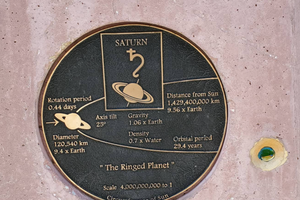 SATURN
Rotation period
0.44 days
Distance from Sun
1,429,400,000 km
9.56 x Earth
Axis tilt
25°
Gravity
1.06 x Earth
Density
0.7 x Water
Diameter
120,540 km
9.4 x Earth
Orbital period
29.4 years
" The Ringed Planet "
Scale 4,000,000,000 to 1